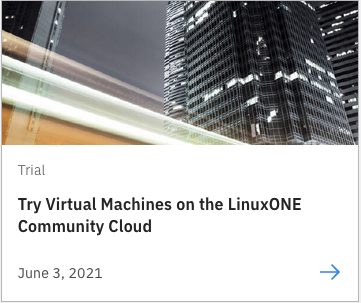 Trial
Try Virtual Machines on the LinuxONE
Community Cloud
June 3, 2021